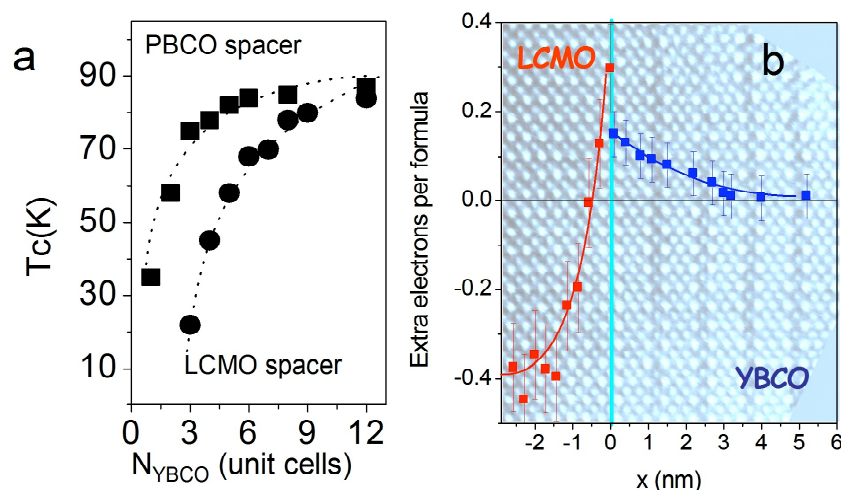 a
PBCO spacer
90
70
50
30
10
Tc(K)
LCMO spacer
0 3 6 9 12
N_YBCO (unit cells)
b
LCMO
0.4
0.2
0.0
-0.2
-0.4
Extra electrons per formula
YBCO
-2 -1 0 1 2 3 4 5 6
x (nm)